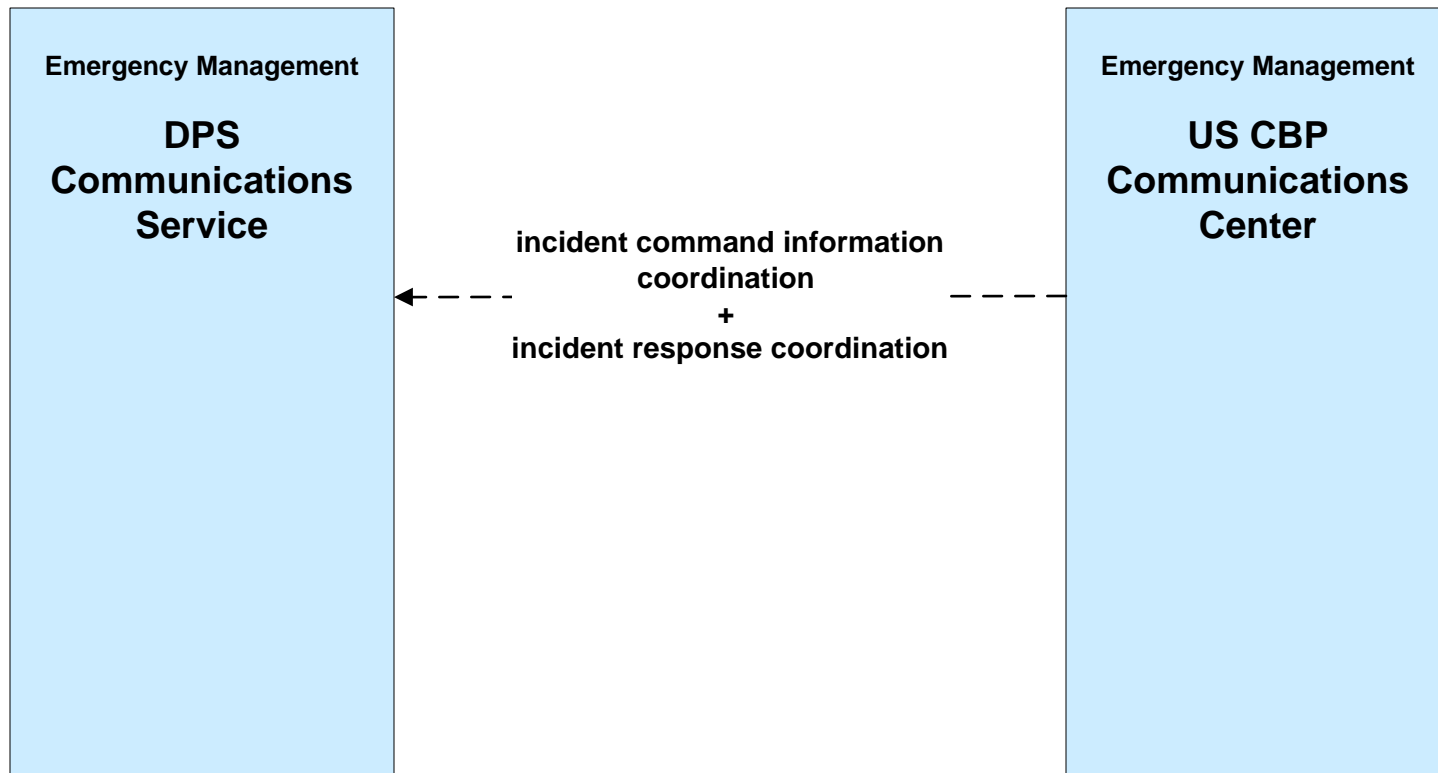 Emergency Management
DPS
Communications
Service
incident command information
coordination
+
incident response coordination
Emergency Management
US CBP
Communications
Center